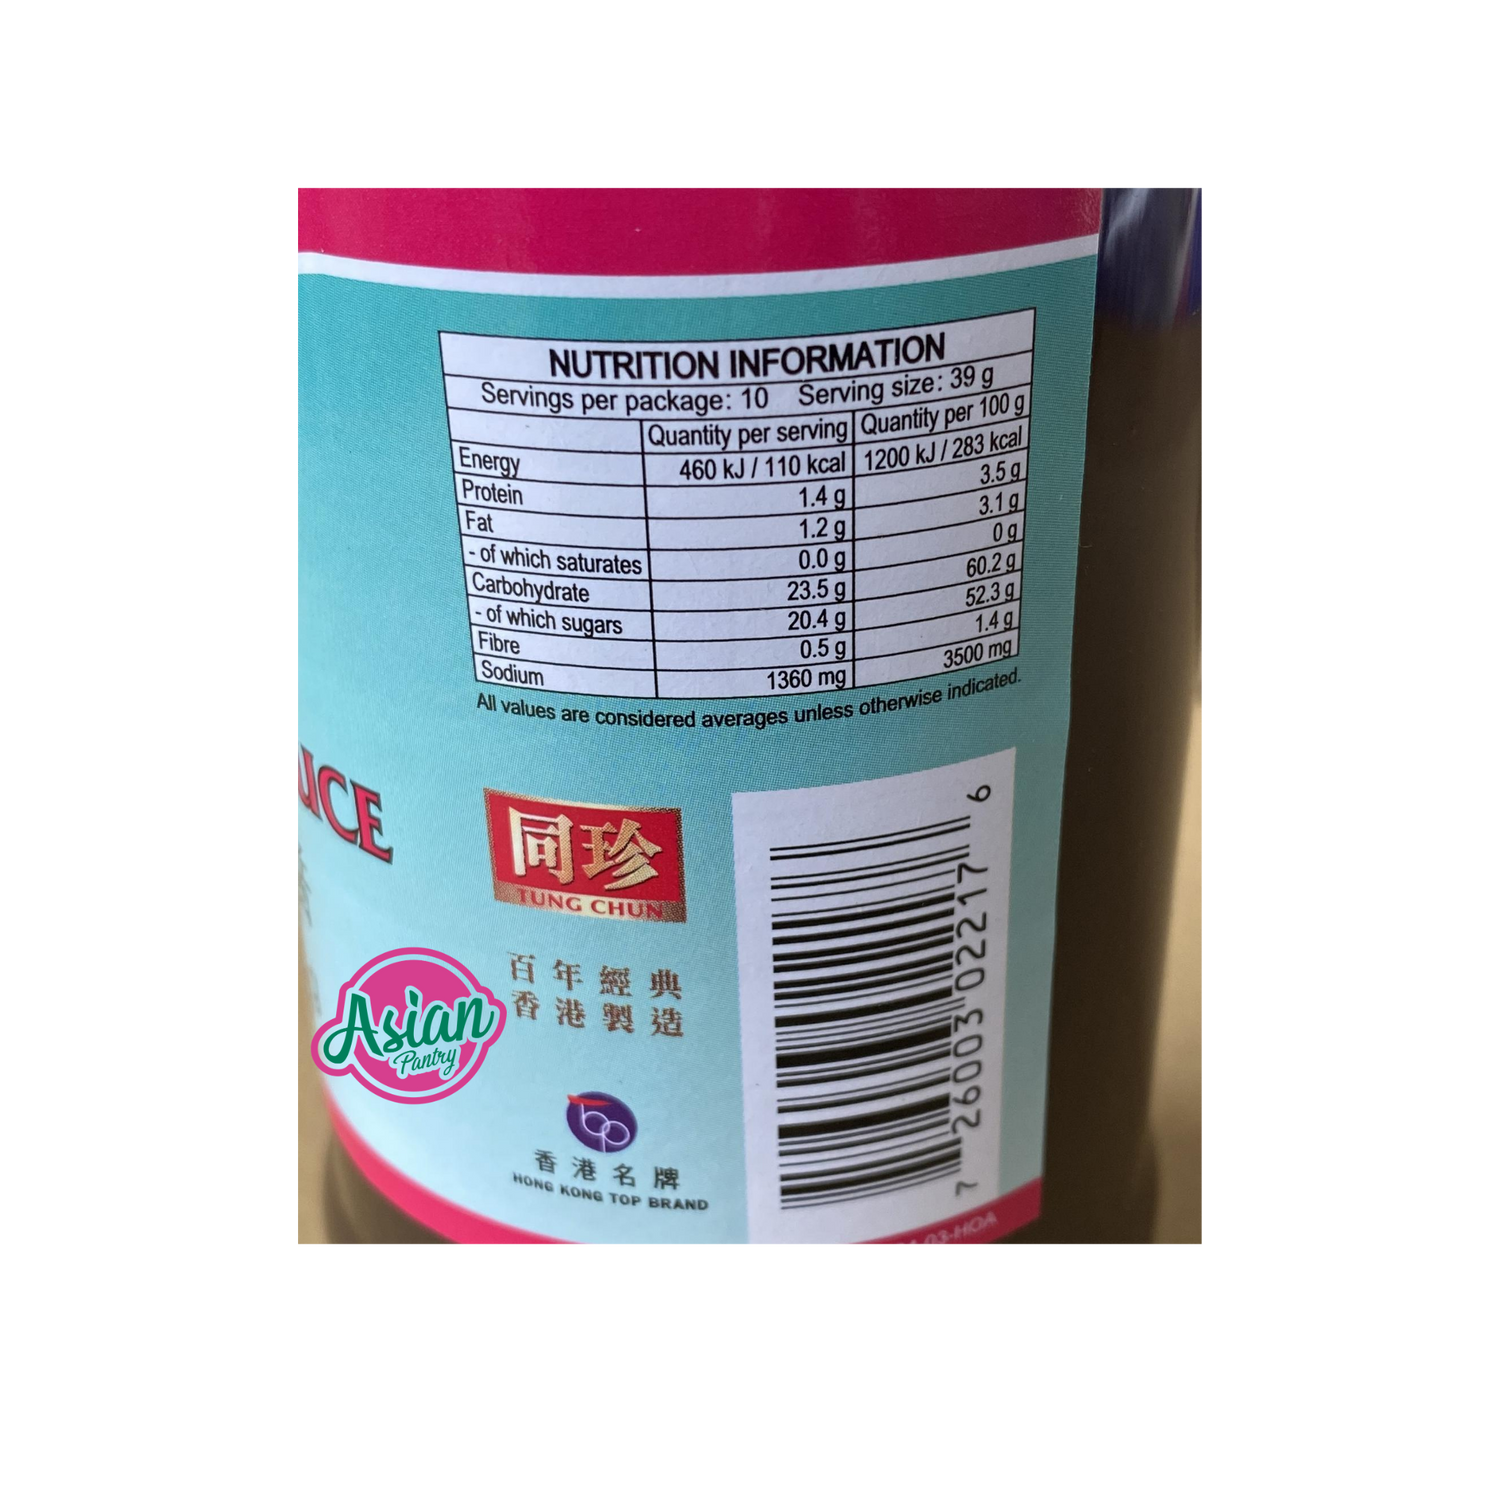 NUTRITION INFORMATION
Servings per package: 10 Serving size: 39 g
Quantity per serving Quantity per 100 g
Energy 460 kJ / 110 kcal 1200 kJ / 283 kcal
Protein 1.4 g 3.5 g
Fat 1.2 g 3.1 g
- of which saturates 0.0 g 0 g
Carbohydrate 23.5 g 60.2 g
- of which sugars 20.4 g 52.3 g
Fibre 0.5 g 1.4 g
Sodium 1360 mg 3500 mg
All values are considered averages unless otherwise indicated.
同珍
TUNG CHUN
百年經典
香港製造
Asian
Pantry
香港名牌
HONG KONG TOP BRAND
7 26003 02217 6